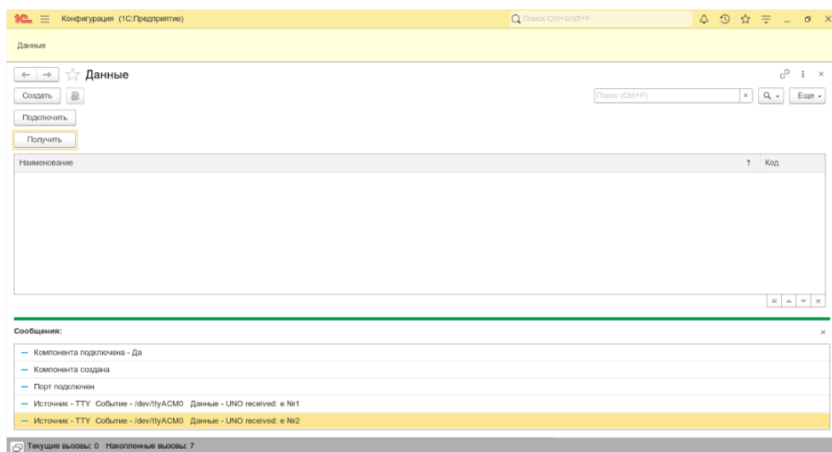 1С Конфигурация (1С:Предприятие) Поиск Ctrl+Shift+F
Данные
Данные
Создать Поиск (Ctrl+F) × Еще
Подключить
Получить
Наименование ↑ Код
Сообщения: ×
— Компонента подключена - Да
— Компонента создана
— Порт подключен
— Источник - TTY Событие - /dev/ttyACM0 Данные - UNO received: e №1
— Источник - TTY Событие - /dev/ttyACM0 Данные - UNO received: e №2
Текущие вызовы: 0 Накопленные вызовы: 7